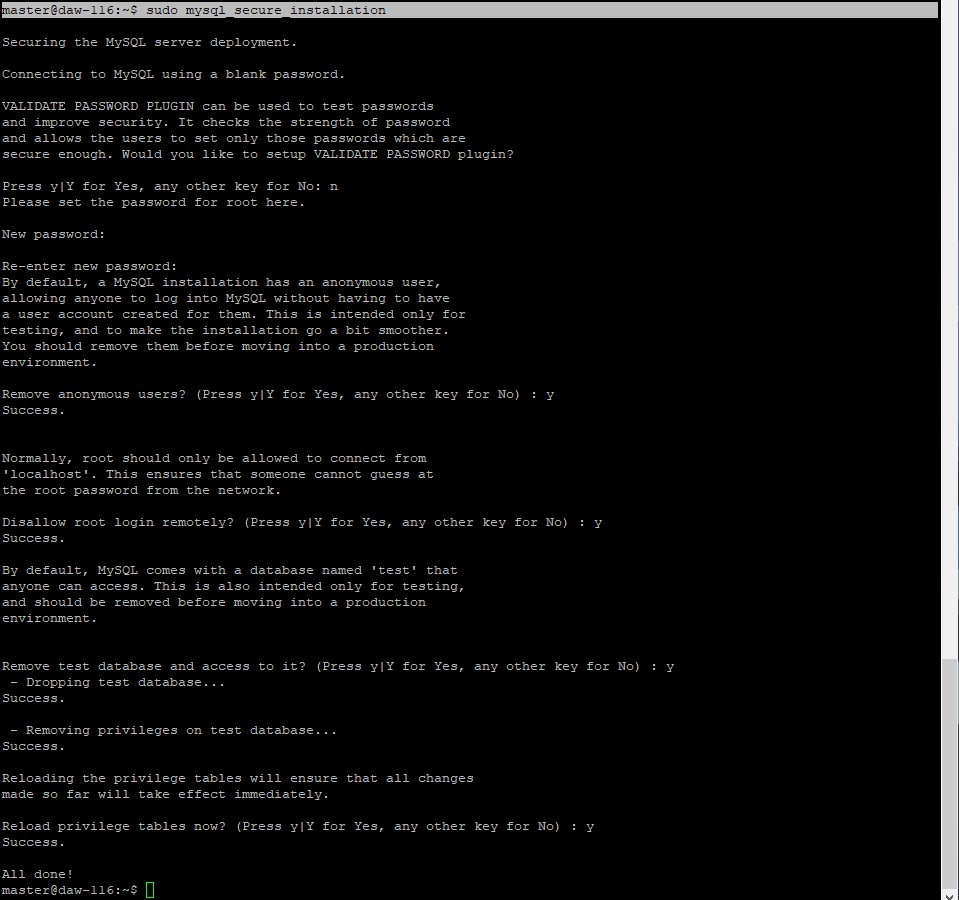 master@daw-116:~$ sudo mysql_secure_installation
Securing the MySQL server deployment.
Connecting to MySQL using a blank password.
VALIDATE PASSWORD PLUGIN can be used to test passwords
and improve security. It checks the strength of password
and allows the users to set only those passwords which are
secure enough. Would you like to setup VALIDATE PASSWORD plugin?
Press y|Y for Yes, any other key for No: n
Please set the password for root here.
New password:
Re-enter new password:
By default, a MySQL installation has an anonymous user,
allowing anyone to log into MySQL without having to have
a user account created for them. This is intended only for
testing, and to make the installation go a bit smoother.
You should remove them before moving into a production
environment.
Remove anonymous users? (Press y|Y for Yes, any other key for No) : y
Success.
Normally, root should only be allowed to connect from
'localhost'. This ensures that someone cannot guess at
the root password from the network.
Disallow root login remotely? (Press y|Y for Yes, any other key for No) : y
Success.
By default, MySQL comes with a database named 'test' that
anyone can access. This is also intended only for testing,
and should be removed before moving into a production
environment.
Remove test database and access to it? (Press y|Y for Yes, any other key for No) : y
 - Dropping test database...
Success.
 - Removing privileges on test database...
Success.
Reloading the privilege tables will ensure that all changes
made so far will take effect immediately.
Reload privilege tables now? (Press y|Y for Yes, any other key for No) : y
Success.
All done!
master@daw-116:~$